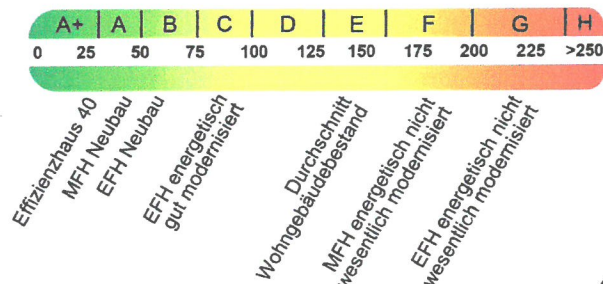 A+ A B C D E F G H
0 25 50 75 100 125 150 175 200 225 >250
Effizienzhaus 40
MFH Neubau
EFH Neubau
EFH energetisch
gut modernisiert
Durchschnitt
Wohngebäudebestand
MFH energetisch nicht
wesentlich modernisiert
EFH energetisch nicht
wesentlich modernisiert